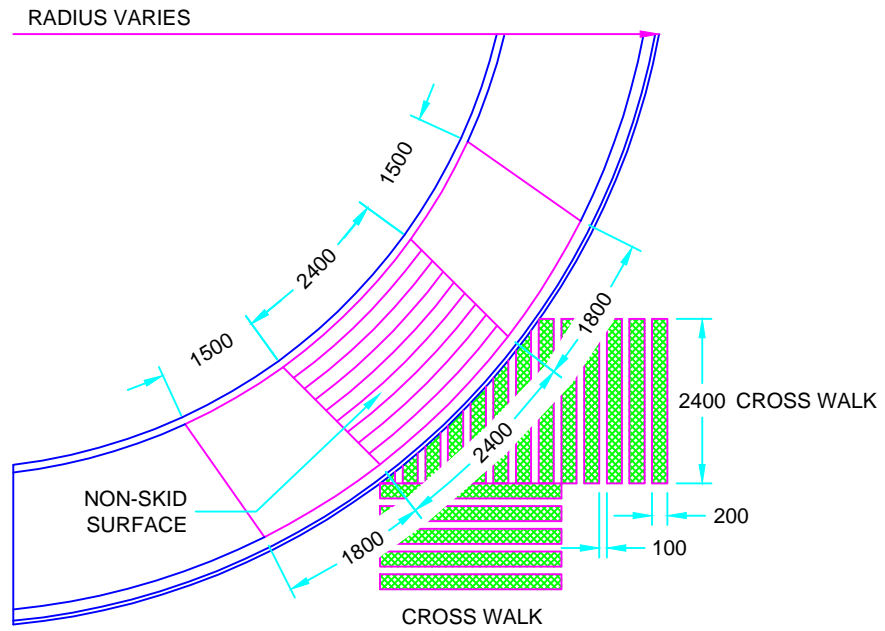 RADIUS VARIES
1500
2400
1500
1800
2400 CROSS WALK
2400
NON-SKID
SURFACE
200
1800
100
CROSS WALK